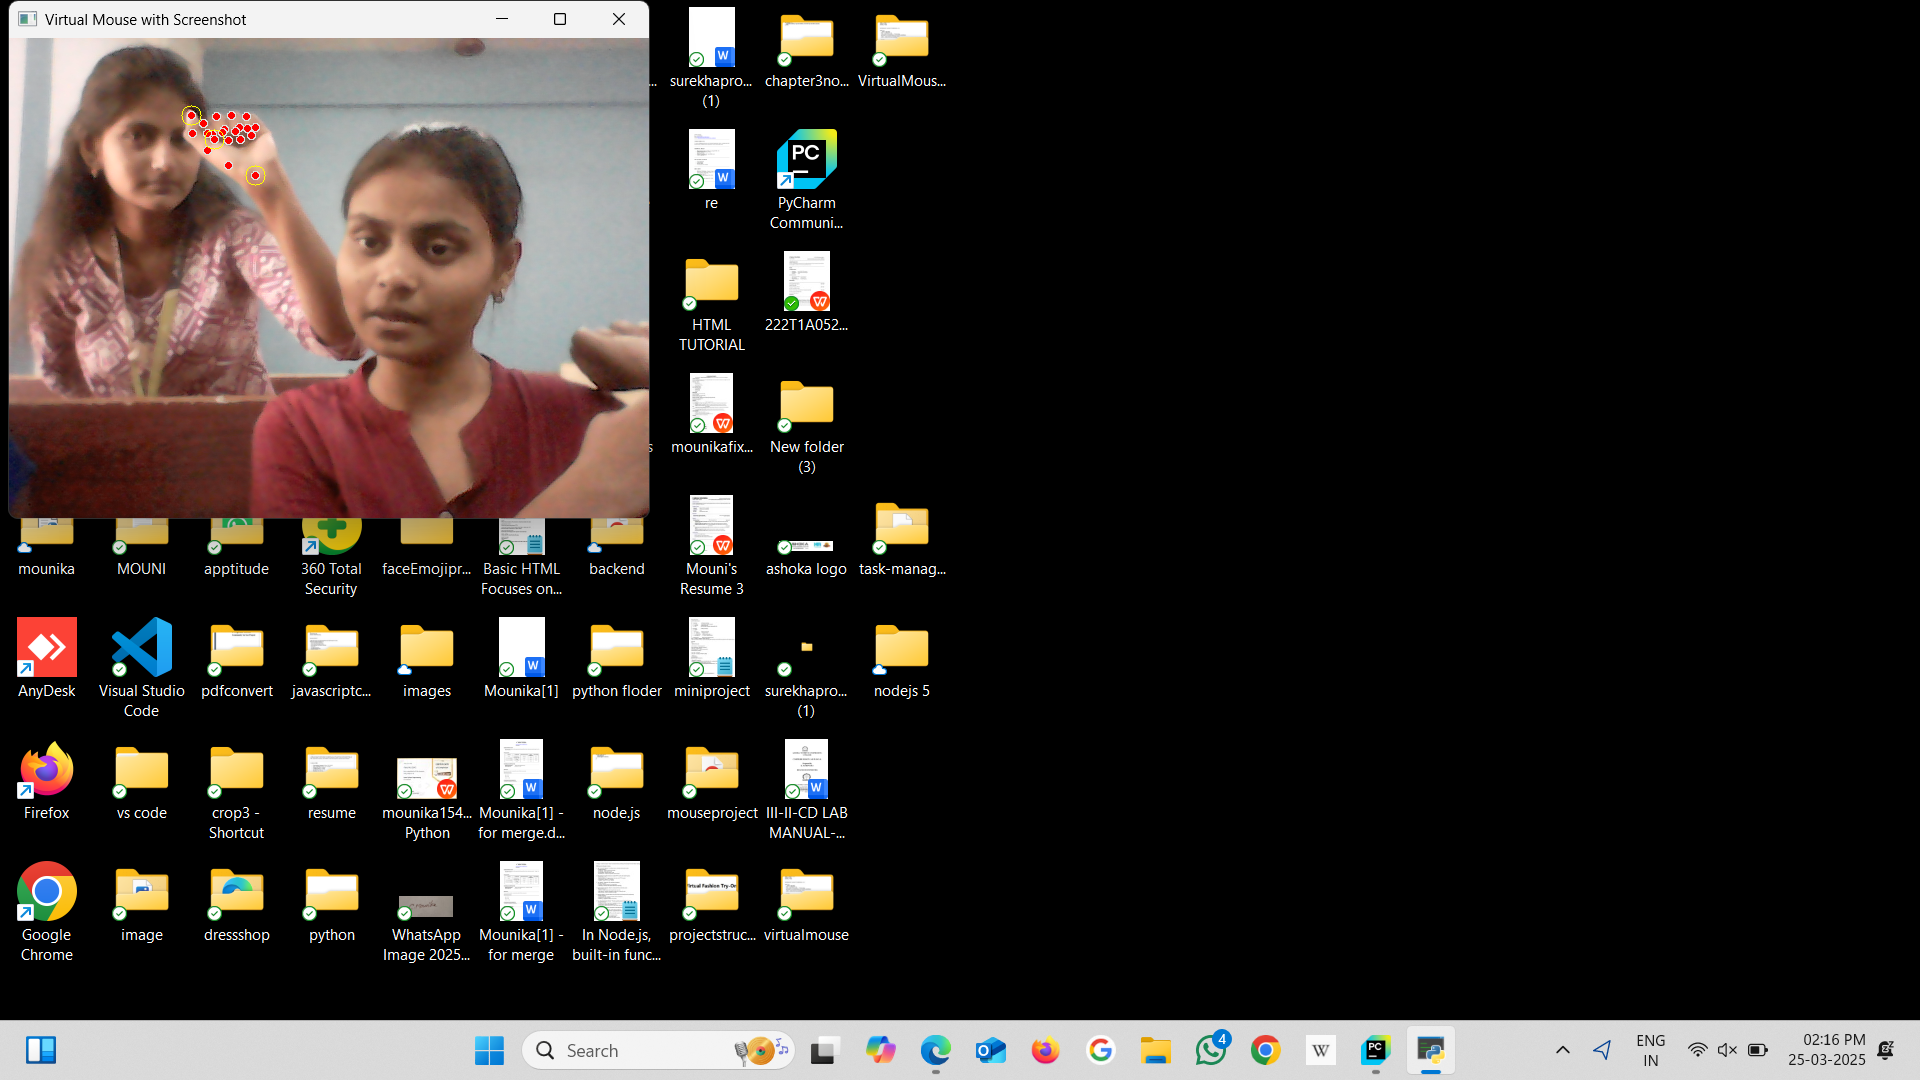 Virtual Mouse with Screenshot
surekhapro...
(1)
chapter3no...
VirtualMous...
re
PyCharm
Communi...
HTML
TUTORIAL
222T1A052...
mounikafix...
New folder
(3)
mounika
MOUNI
apptitude
360 Total
Security
faceEmojipr...
Basic HTML
Focuses on...
backend
Mouni's
Resume 3
ashoka logo
task-manag...
AnyDesk
Visual Studio
Code
pdfconvert
javascriptc...
images
Mounika[1]
python floder
miniproject
surekhapro...
(1)
nodejs 5
Firefox
vs code
crop3 -
Shortcut
resume
mounika154...
Python
Mounika[1] -
for merge.d...
node.js
mouseproject
III-II-CD LAB
MANUAL-...
Google
Chrome
image
dressshop
python
WhatsApp
Image 2025...
Mounika[1] -
for merge
In Node.js,
built-in func...
projectstruc...
virtualmouse
Search
4
ENG
IN
02:16 PM
25-03-2025